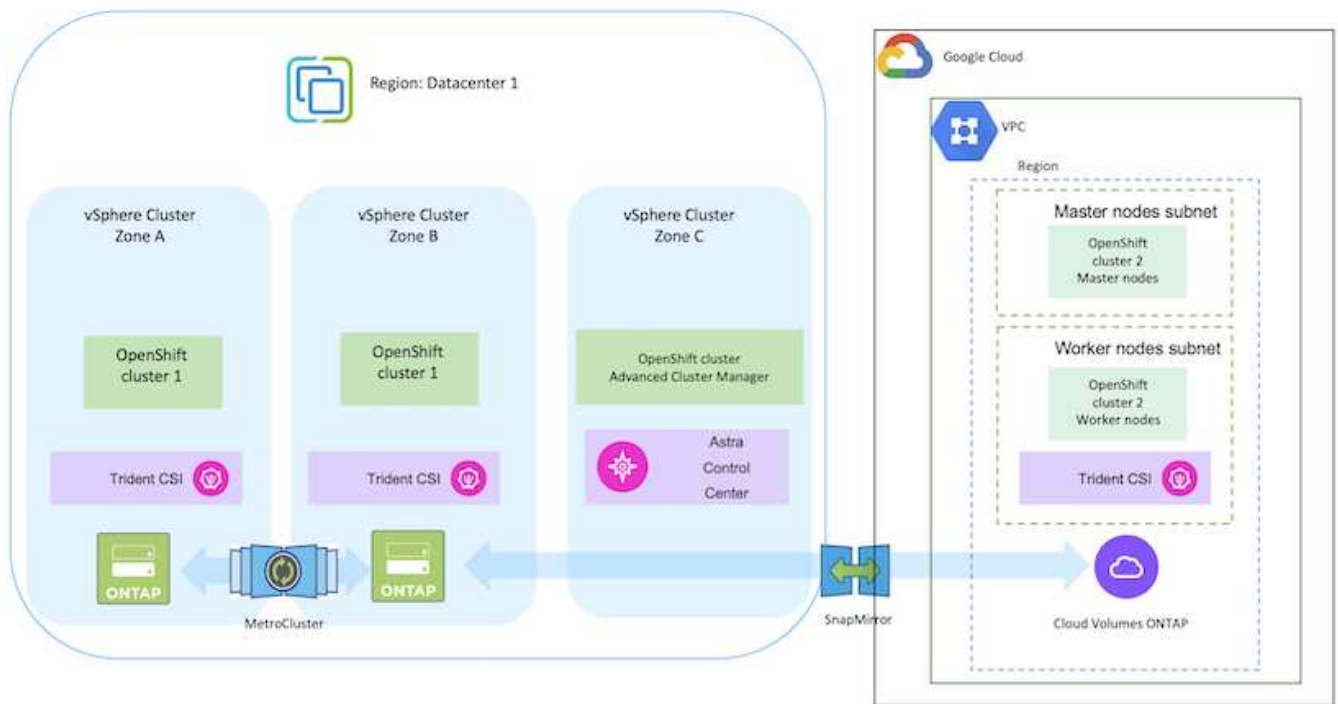 Region: Datacenter 1
vSphere Cluster
Zone A
vSphere Cluster
Zone B
vSphere Cluster
Zone C
OpenShift
cluster 1
OpenShift
cluster 1
OpenShift cluster
Advanced Cluster Manager
Trident CSI
Trident CSI
Astra
Control
Center
ONTAP
ONTAP
MetroCluster
SnapMirror
Google Cloud
VPC
Region
Master nodes subnet
OpenShift
cluster 2
Master nodes
Worker nodes subnet
OpenShift
cluster 2
Worker nodes
Trident CSI
Cloud Volumes ONTAP